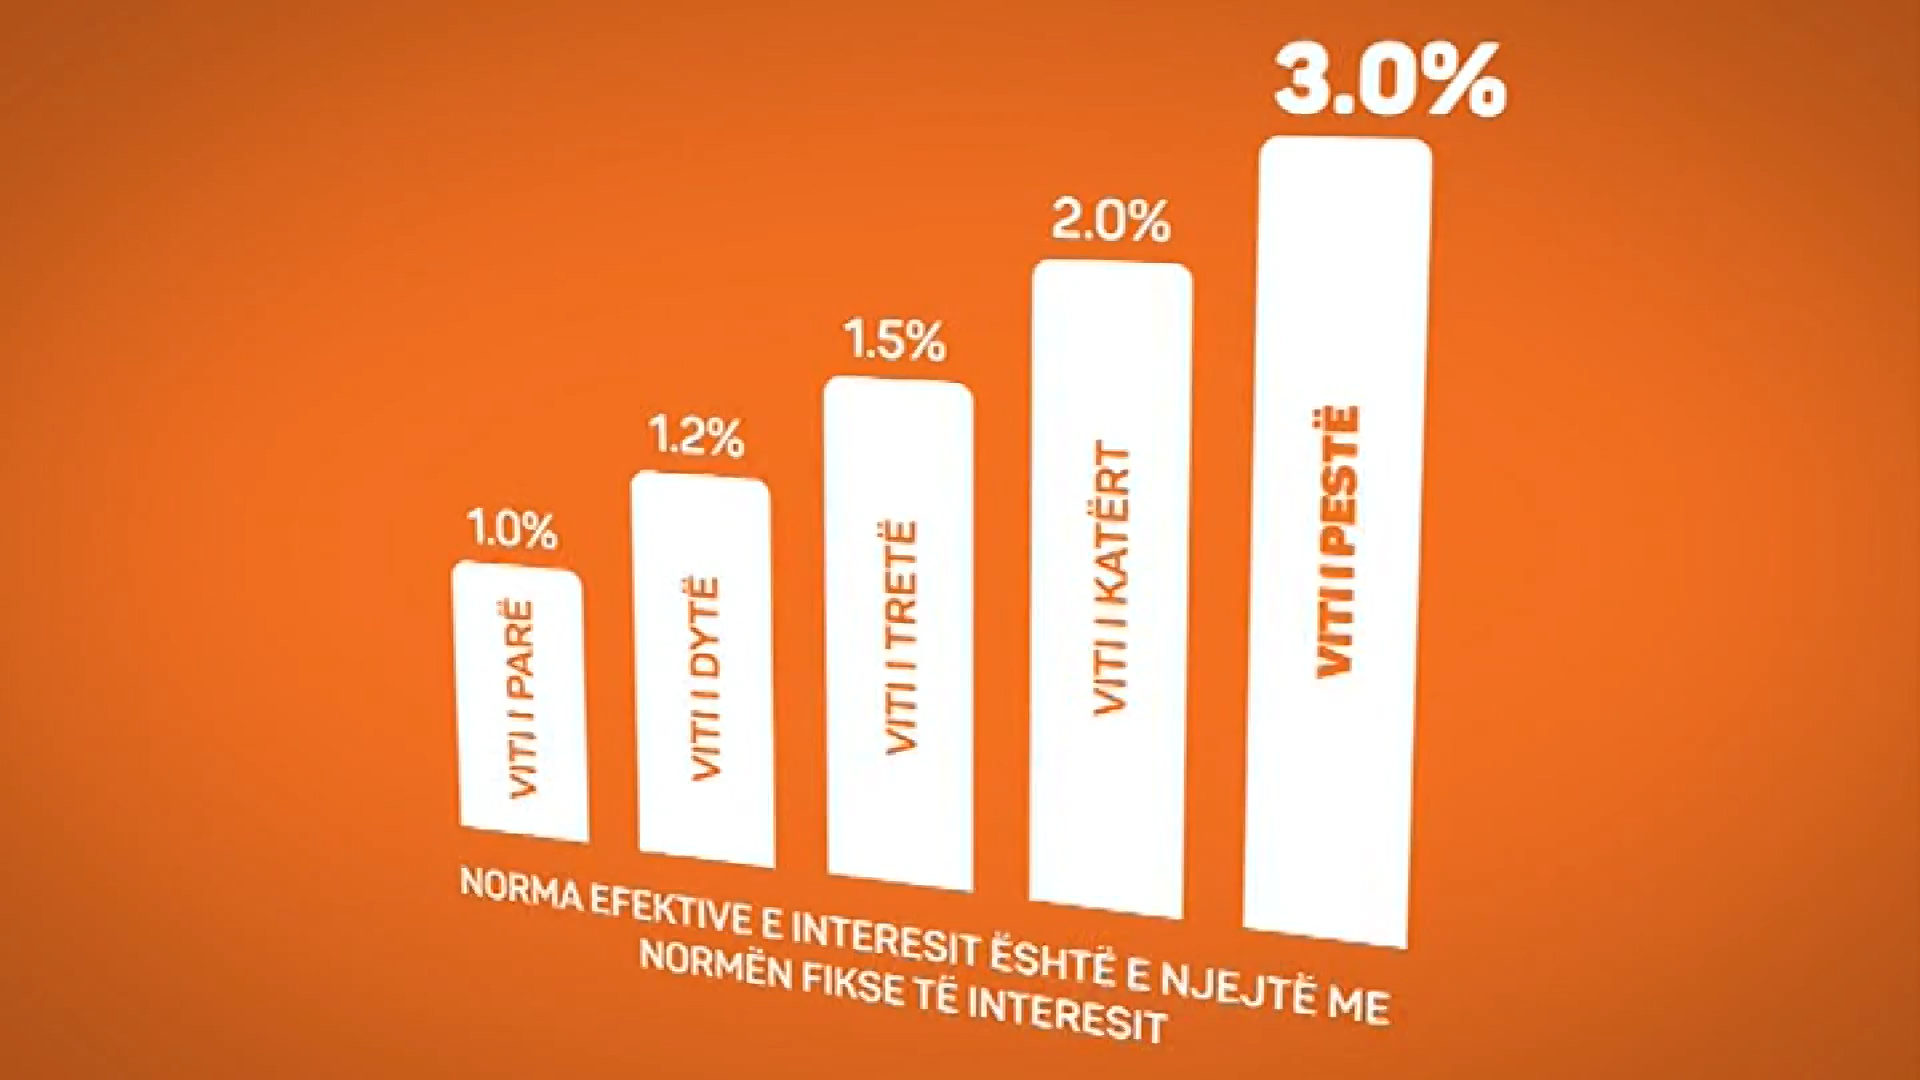 3.0%
2.0%
1.5%
1.2%
1.0%
VITI I PARË
VITI I DYTË
VITI I TRETË
VITI I KATËRT
VITI I PESTË
NORMA EFEKTIVE E INTERESIT ËSHTË E NJEJTË ME
NORMËN FIKSE TË INTERESIT